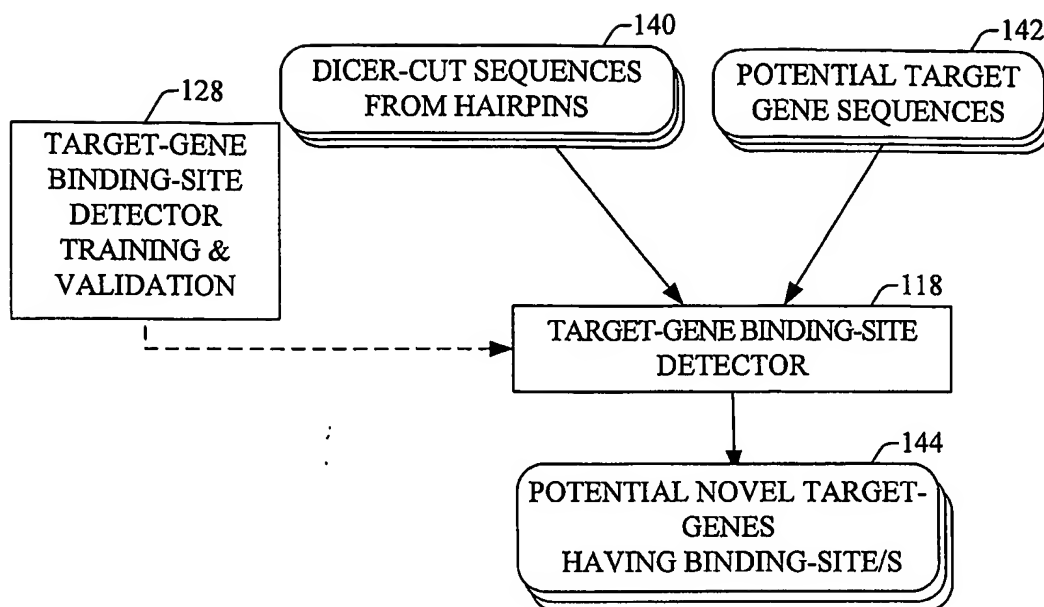 140
DICER-CUT SEQUENCES
FROM HAIRPINS
142
POTENTIAL TARGET
GENE SEQUENCES
128
TARGET-GENE
BINDING-SITE
DETECTOR
TRAINING &
VALIDATION
118
TARGET-GENE BINDING-SITE
DETECTOR
144
POTENTIAL NOVEL TARGET-
GENES
HAVING BINDING-SITE/S